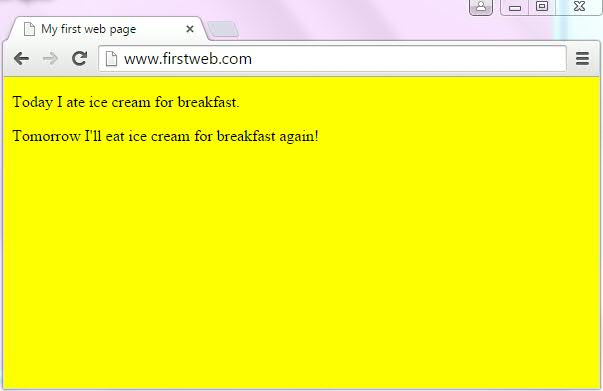 My first web page
www.firstweb.com
Today I ate ice cream for breakfast.
Tomorrow I'll eat ice cream for breakfast again!